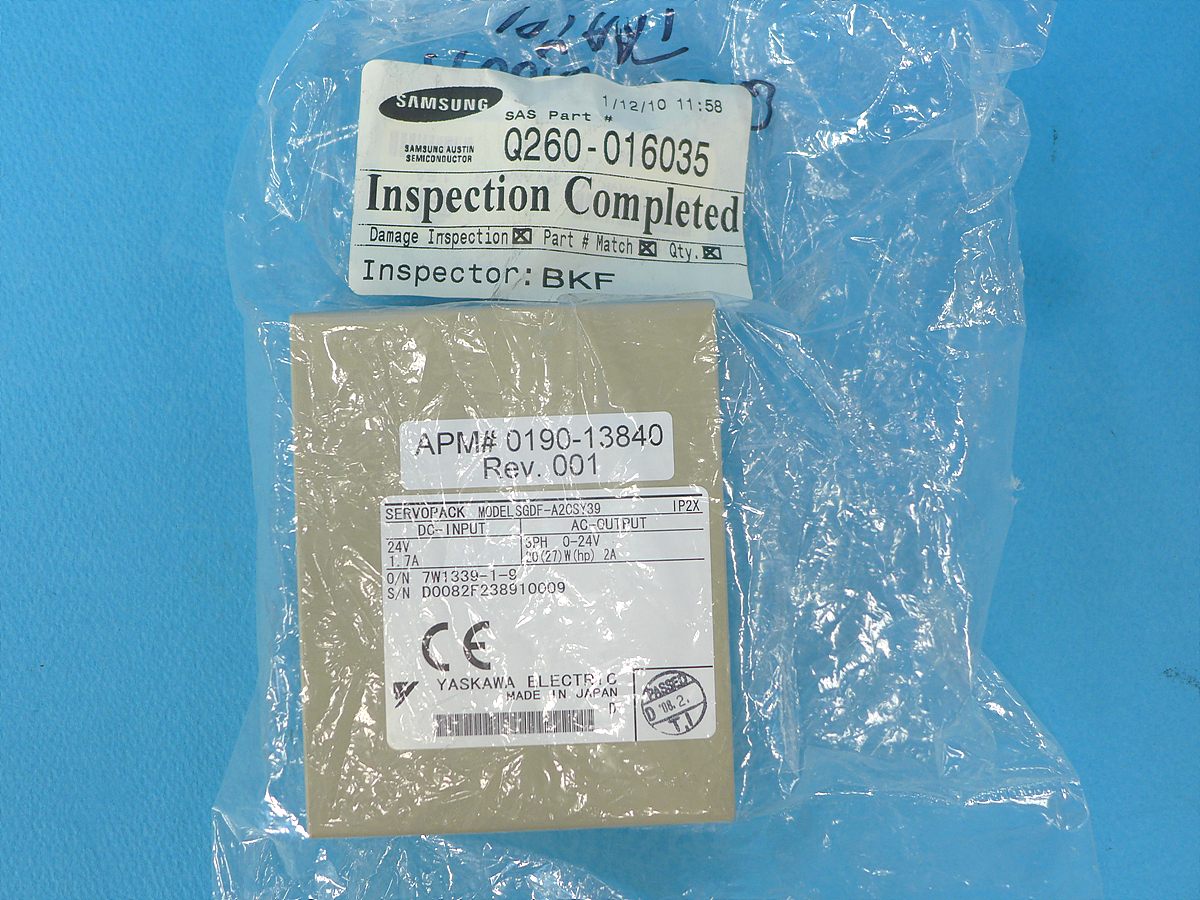 SAMSUNG
1/12/10 11:58
SAS Part #
SAMSUNG AUSTIN
SEMICONDUCTOR
Q260-016035
Inspection Completed
Damage Inspection ☒ Part # Match ☒ Qty. ☒
Inspector: BKF
APM# 0190-13840
Rev. 001
SERVOPACK MODEL SGDF-A2CSY39 IP2X
DC-INPUT AC-OUTPUT
24V 3PH 0-24V
1.7A 20(27)W(hp) 2A
O/N 7W1339-1-9
S/N D0082F238910009
CE
YASKAWA ELECTRIC
MADE IN JAPAN
D
PASSED
D '08.2.
T.I